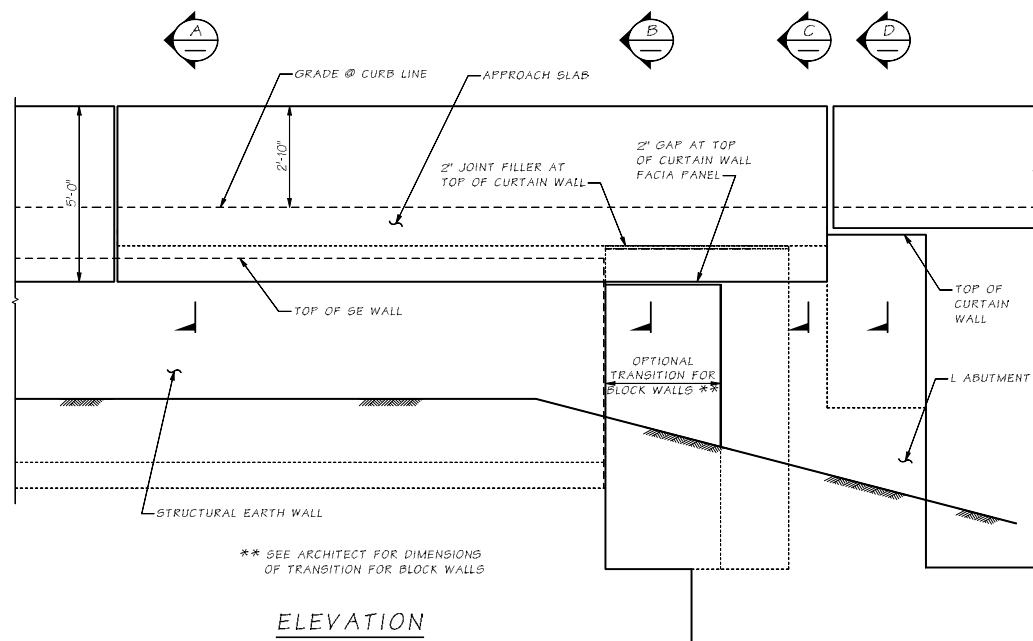 A
B
C
D
GRADE @ CURB LINE
APPROACH SLAB
5'-0"
2'-10"
2" JOINT FILLER AT
TOP OF CURTAIN WALL
2" GAP AT TOP
OF CURTAIN WALL
FACIA PANEL
TOP OF SE WALL
TOP OF
CURTAIN
WALL
OPTIONAL
TRANSITION FOR
BLOCK WALLS **
L ABUTMENT
STRUCTURAL EARTH WALL
** SEE ARCHITECT FOR DIMENSIONS
OF TRANSITION FOR BLOCK WALLS
ELEVATION